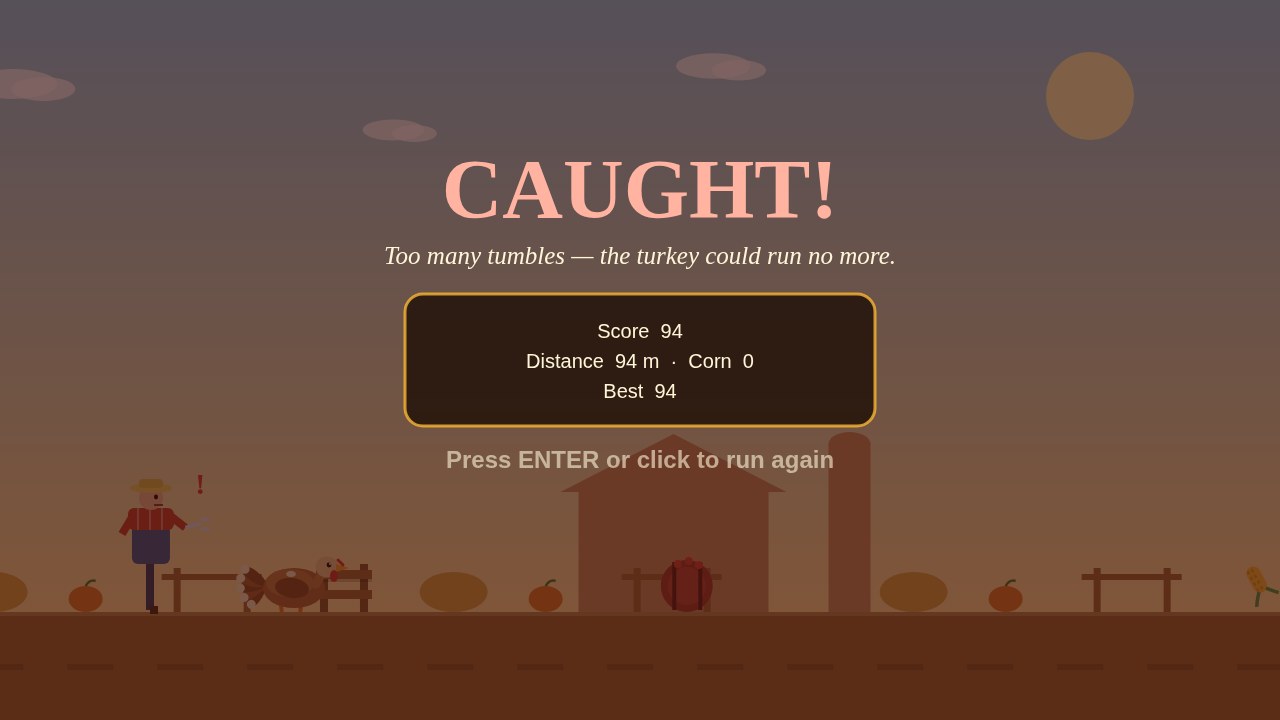 CAUGHT!
Too many tumbles — the turkey could run no more.
Score 94
Distance 94 m · Corn 0
Best 94
Press ENTER or click to run again
!